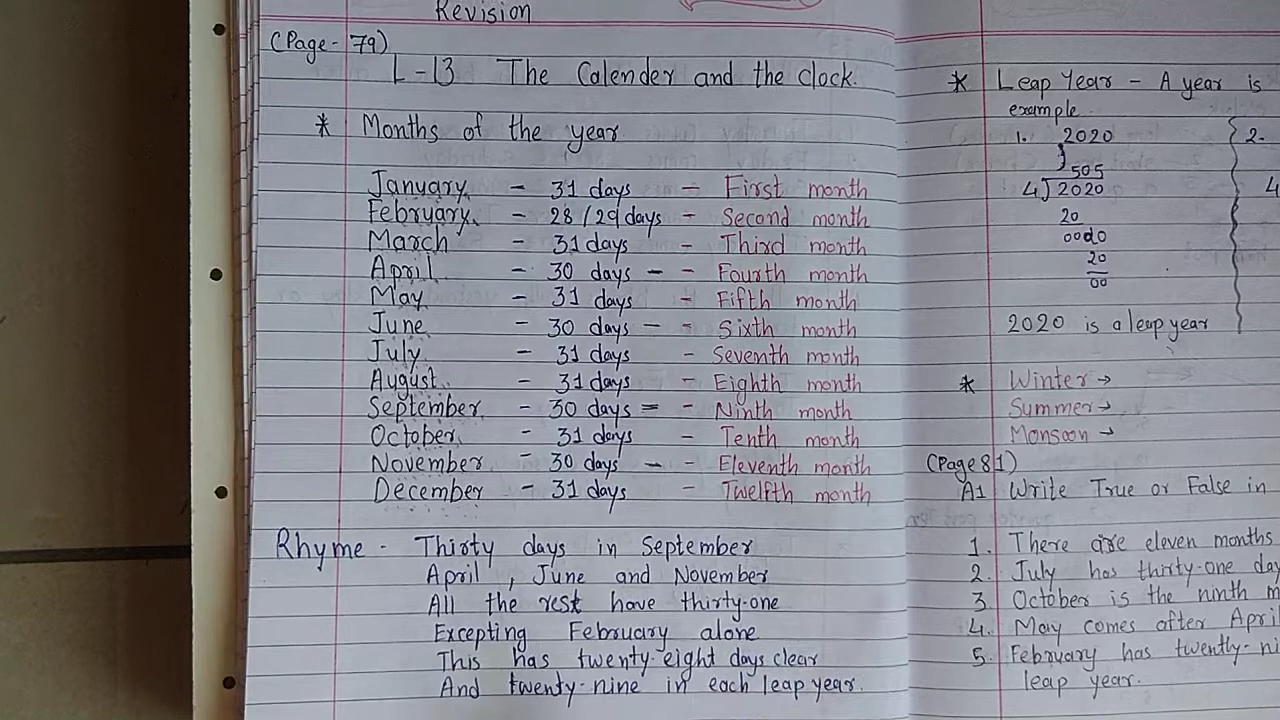 Revision
(Page - 79)
L-13 The Calender and the clock.
* Months of the year
January - 31 days - First month
February - 28/29 days - Second month
March - 31 days - Third month
April - 30 days - - Fourth month
May - 31 days - Fifth month
June - 30 days - - Sixth month
July - 31 days - Seventh month
August - 31 days - Eighth month
September - 30 days = - Ninth month
October - 31 days - Tenth month
November - 30 days - - Eleventh month
December - 31 days - Twelfth month
Rhyme - Thirty days in September
April, June and November
All the rest have thirty-one
Excepting February alone
This has twenty-eight days clear
And twenty-nine in each leap year.
* Leap Year - A year is
example
1. 2020
2.
505
4)2020
4
20
0020
20
00
2020 is a leap year
* Winter→
Summer→
Monsoon→
(Page 81)
A1 Write True or False in
1. There are eleven months
2. July has thirty-one
3. October is the ninth
4. May comes after April
5. February has
leap year.